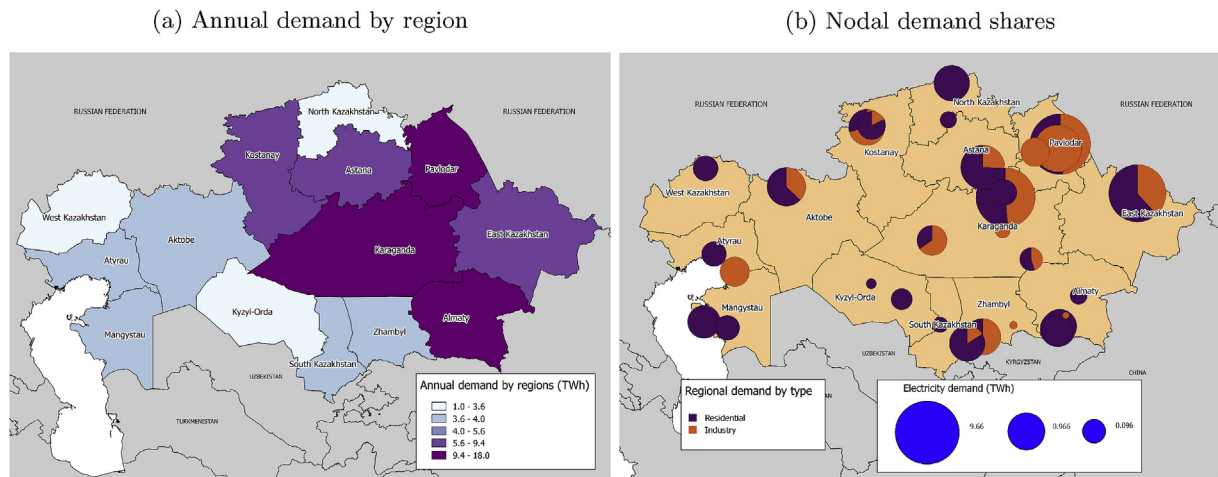 (a) Annual demand by region
RUSSIAN FEDERATION
RUSSIAN FEDERATION
North Kazakhstan
Kostanay
Pavlodar
Astana
West Kazakhstan
East Kazakhstan
Aktobe
Karaganda
Atyrau
Kyzyl-Orda
Almaty
Mangystau
Zhambyl
South Kazakhstan
UZBEKISTAN
TURKMENISTAN
Annual demand by regions (TWh)
1.0 - 3.6
3.6 - 4.0
4.0 - 5.6
5.6 - 9.4
9.4 - 18.0
(b) Nodal demand shares
RUSSIAN FEDERATION
RUSSIAN FEDERATION
North Kazakhstan
Kostanay
Pavlodar
Astana
West Kazakhstan
East Kazakhstan
Aktobe
Karaganda
Atyrau
Almaty
Kyzyl-Orda
Zhambyl
Mangystau
South Kazakhstan
UZBEKISTAN
KYRGYZSTAN
CHINA
Regional demand by type
Residential
Industry
Electricity demand (TWh)
9.66
0.966
0.096